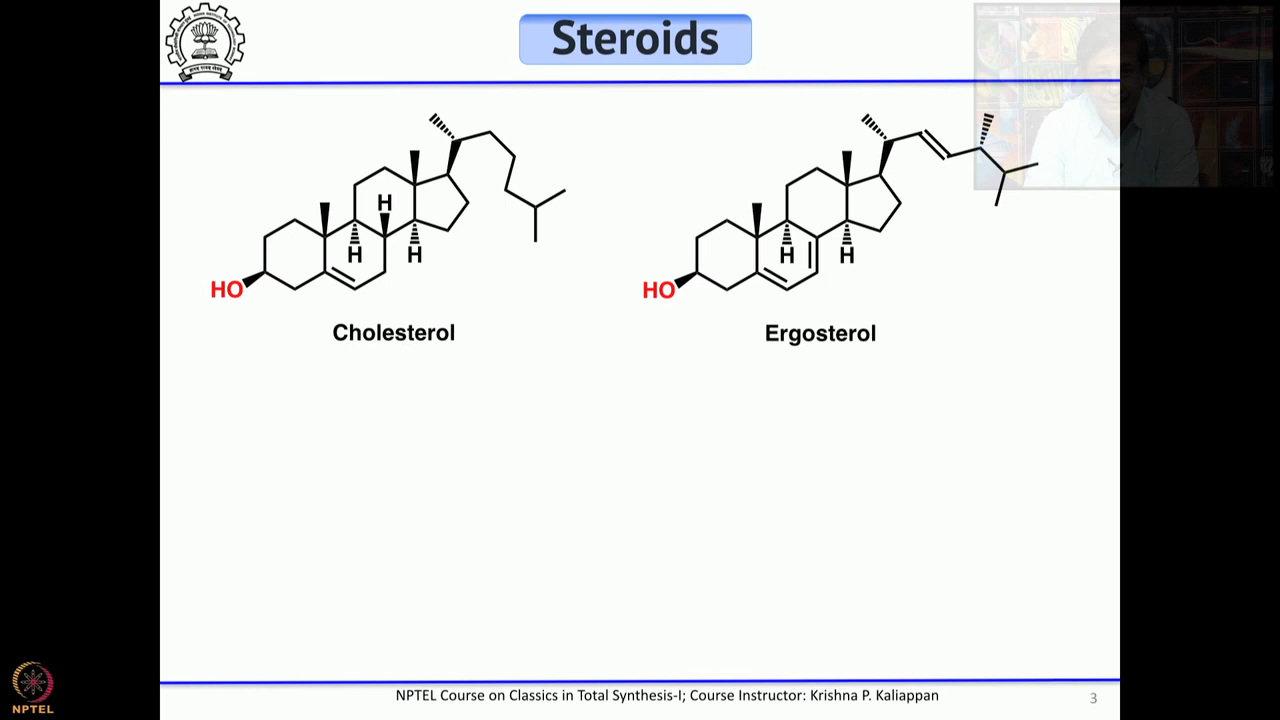 Steroids
H
H
H
HO
Cholesterol
H
H
HO
Ergosterol
NPTEL Course on Classics in Total Synthesis-I; Course Instructor: Krishna P. Kaliappan
3
NPTEL